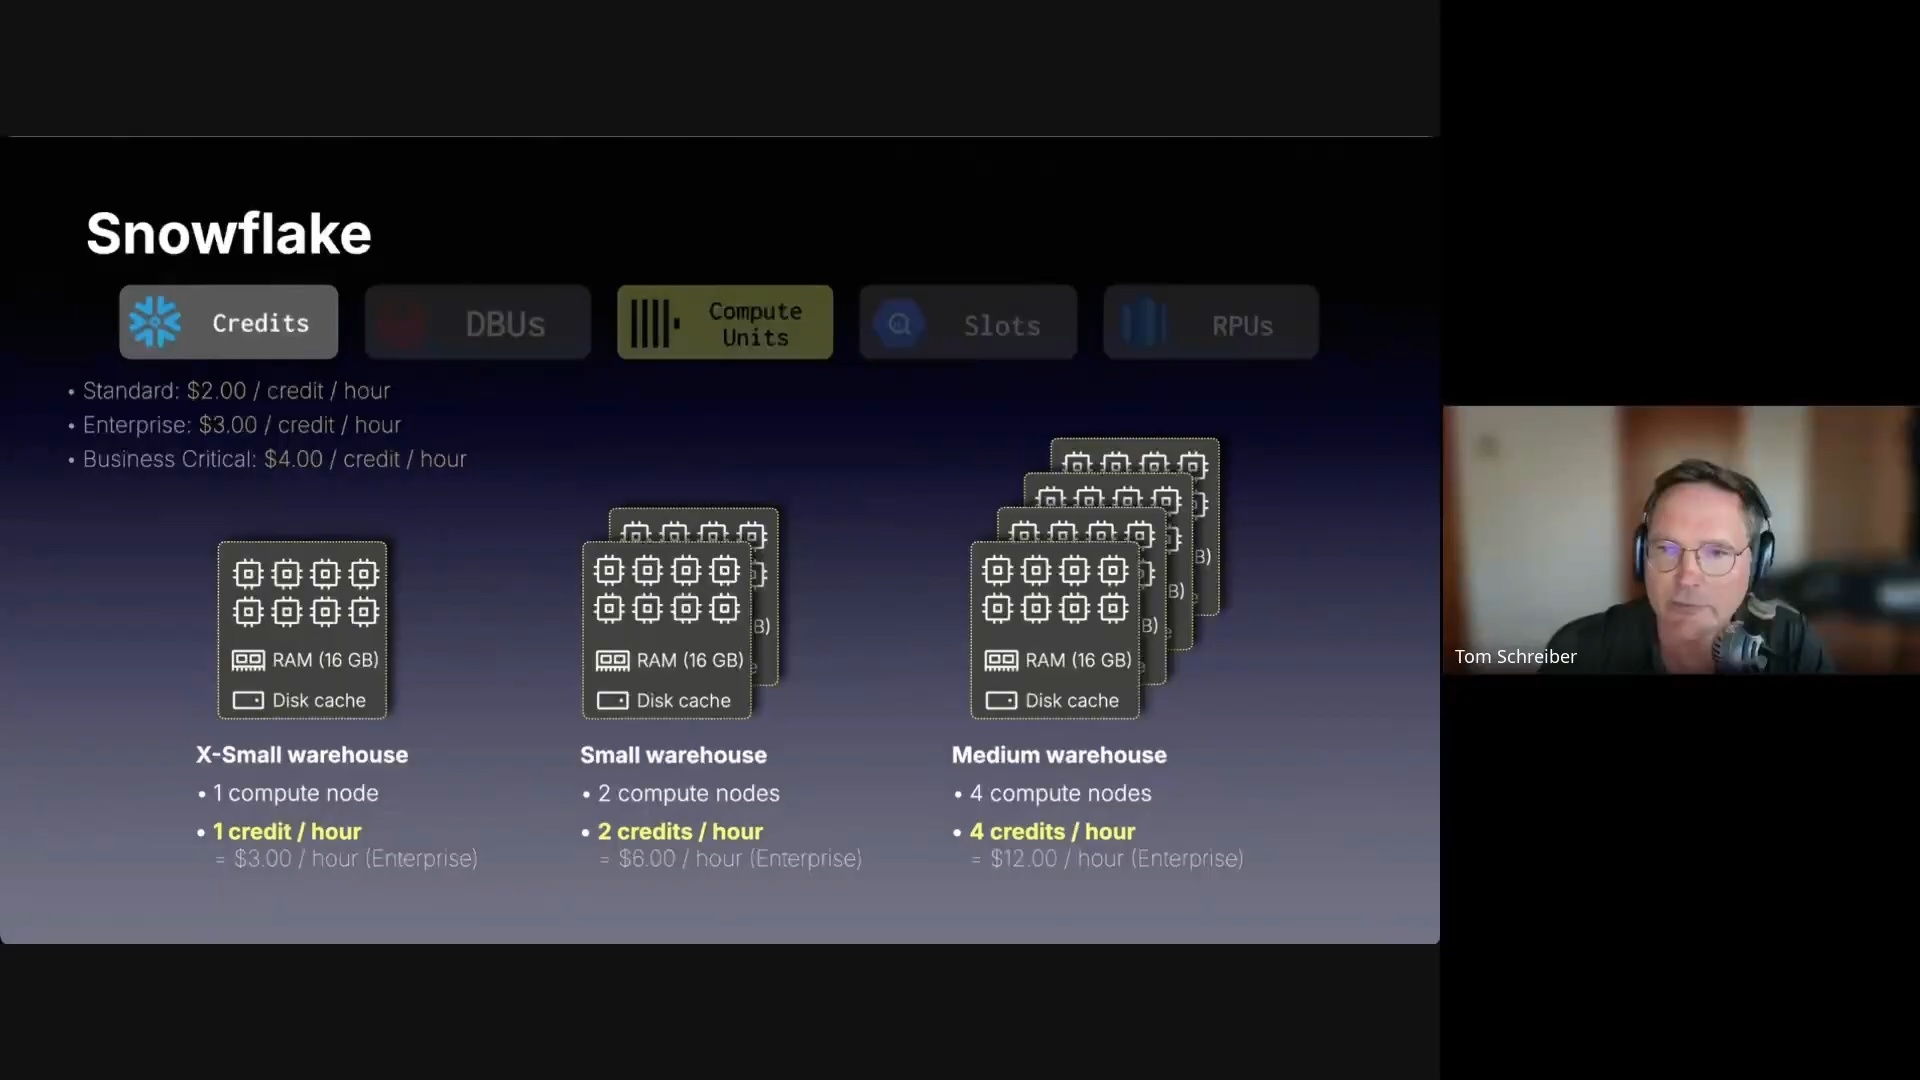 Snowflake
Credits
DBUs
Compute
Units
Slots
RPUs
• Standard: $2.00 / credit / hour
• Enterprise: $3.00 / credit / hour
• Business Critical: $4.00 / credit / hour
RAM (16 GB)
Disk cache
B)
e
RAM (16 GB)
Disk cache
B)
B)
B)
e
e
RAM (16 GB)
Disk cache
X-Small warehouse
• 1 compute node
• 1 credit / hour
= $3.00 / hour (Enterprise)
Small warehouse
• 2 compute nodes
• 2 credits / hour
= $6.00 / hour (Enterprise)
Medium warehouse
• 4 compute nodes
• 4 credits / hour
= $12.00 / hour (Enterprise)
Tom Schreiber